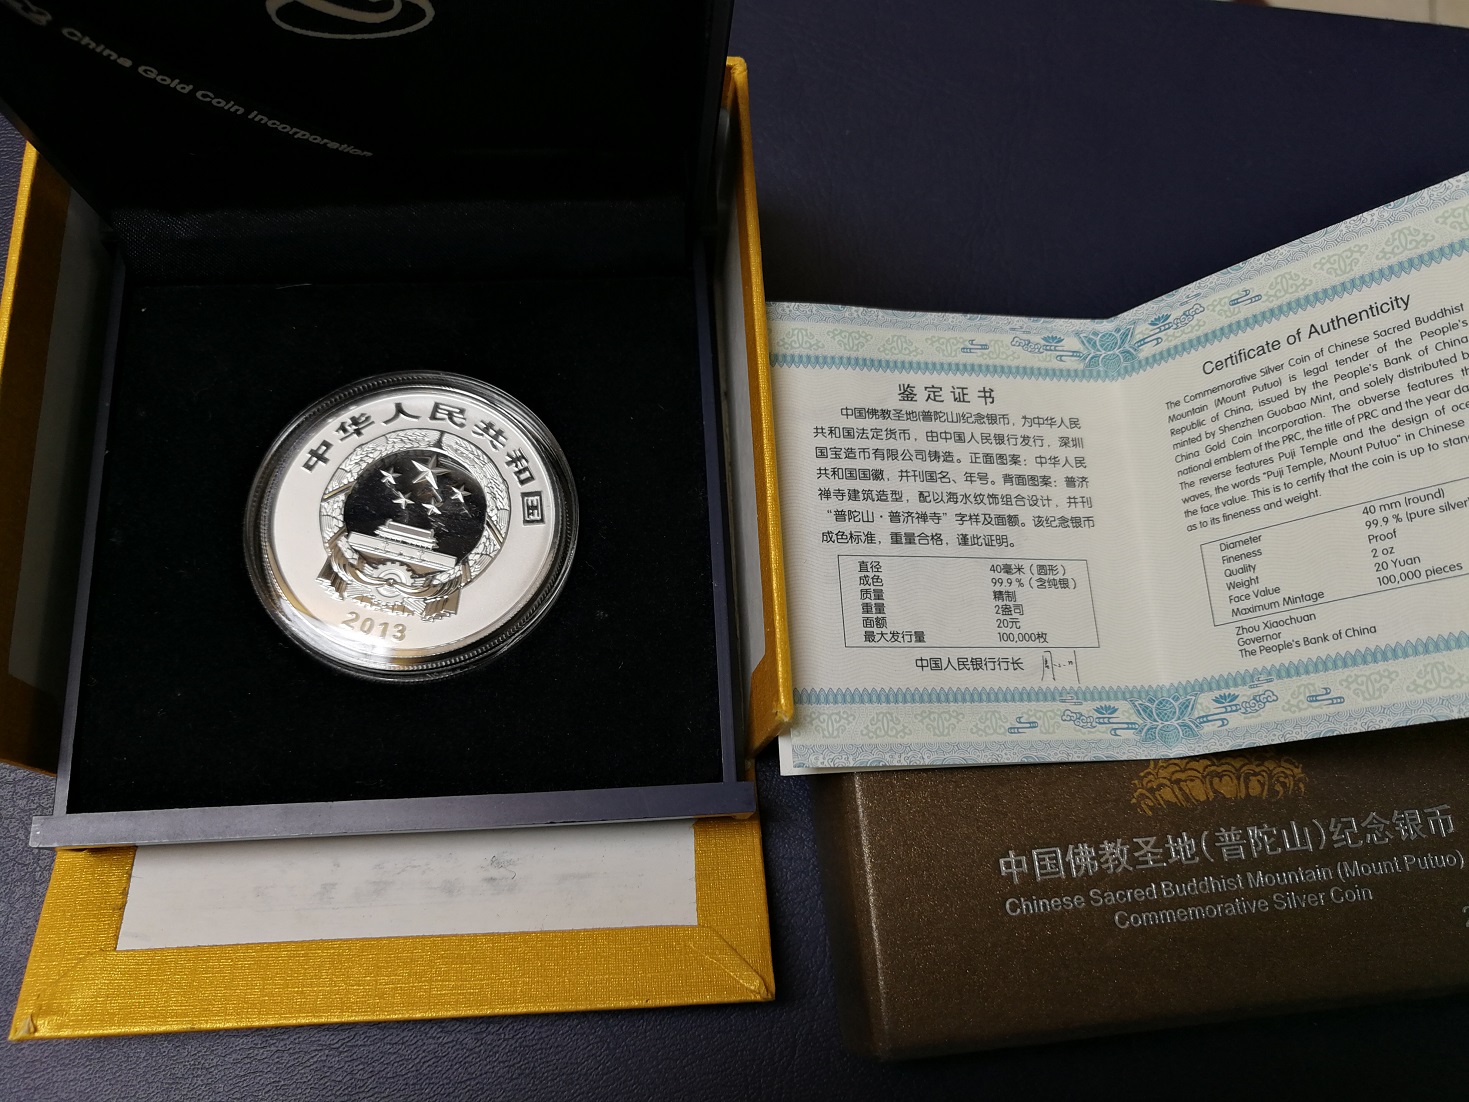 China Gold Coin Incorporation
中华人民共和国
2013
鉴定证书
中国佛教圣地(普陀山)纪念银币，为中华人民
共和国法定货币，由中国人民银行发行，深圳
国宝造币有限公司铸造。正面图案：中华人民
共和国国徽，并刊国名、年号。背面图案：普济
禅寺建筑造型，配以海水纹饰组合设计，并刊
“普陀山·普济禅寺”字样及面额。该纪念银币
成色标准，重量合格，谨此证明。
直径 40毫米（圆形）
成色 99.9％（含纯银）
质量 精制
重量 2盎司
面额 20元
最大发行量 100,000枚
中国人民银行行长
Certificate of Authenticity
The Commemorative Silver Coin of Chinese Sacred Buddhist
Mountain (Mount Putuo) is legal tender of the People's
Republic of China, issued by the People's Bank of China,
minted by Shenzhen Guobao Mint, and solely distributed by
China Gold Coin Incorporation. The obverse features the
national emblem of the PRC, the title of PRC and the year
The reverse features Puji Temple and the design of
waves, the words "Puji Temple, Mount Putuo" in Chinese
the face value. This is to certify that the coin is up to
as to its fineness and weight.
Diameter 40 mm (round)
Fineness 99.9 % (pure silver)
Quality Proof
Weight 2 oz
Face Value 20 Yuan
Maximum Mintage 100,000 pieces
Zhou Xiaochuan
Governor
The People's Bank of China
中国佛教圣地(普陀山)纪念银币
Chinese Sacred Buddhist Mountain (Mount Putuo)
Commemorative Silver Coin